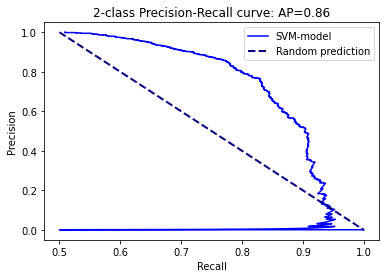 2-class Precision-Recall curve: AP=0.86
SVM-model
Random prediction
Precision
1.0
0.8
0.6
0.4
0.2
0.0
0.5
0.6
0.7
0.8
0.9
1.0
Recall